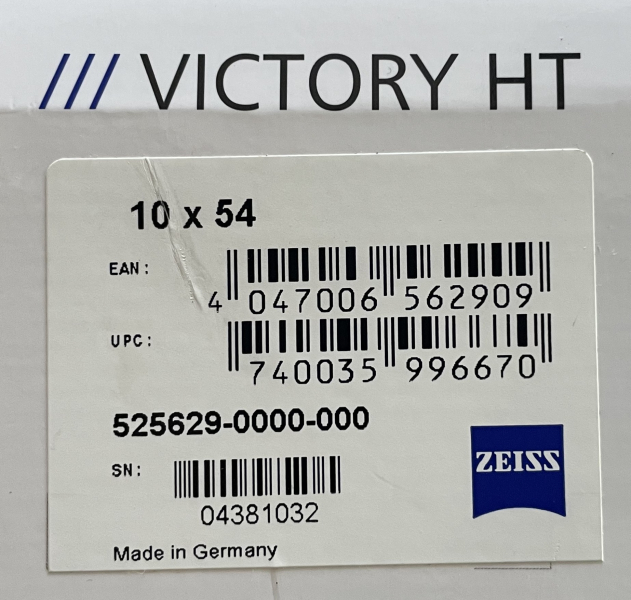 /// VICTORY HT
10 x 54
EAN:
4 047006 562909
UPC:
740035 996670
525629-0000-000
ZEISS
SN:
04381032
Made in Germany